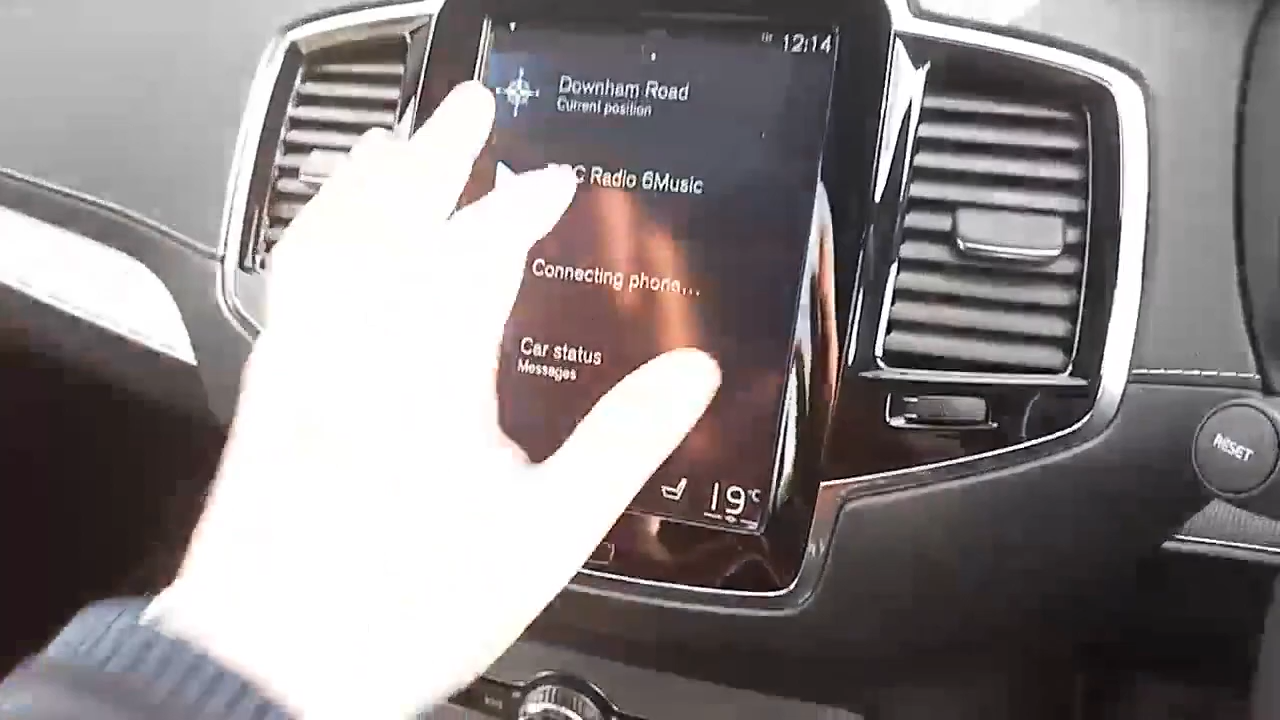 12:14
Downham Road
Current position
C Radio 6Music
Connecting phone...
Car status
Messages
19°C
RESET